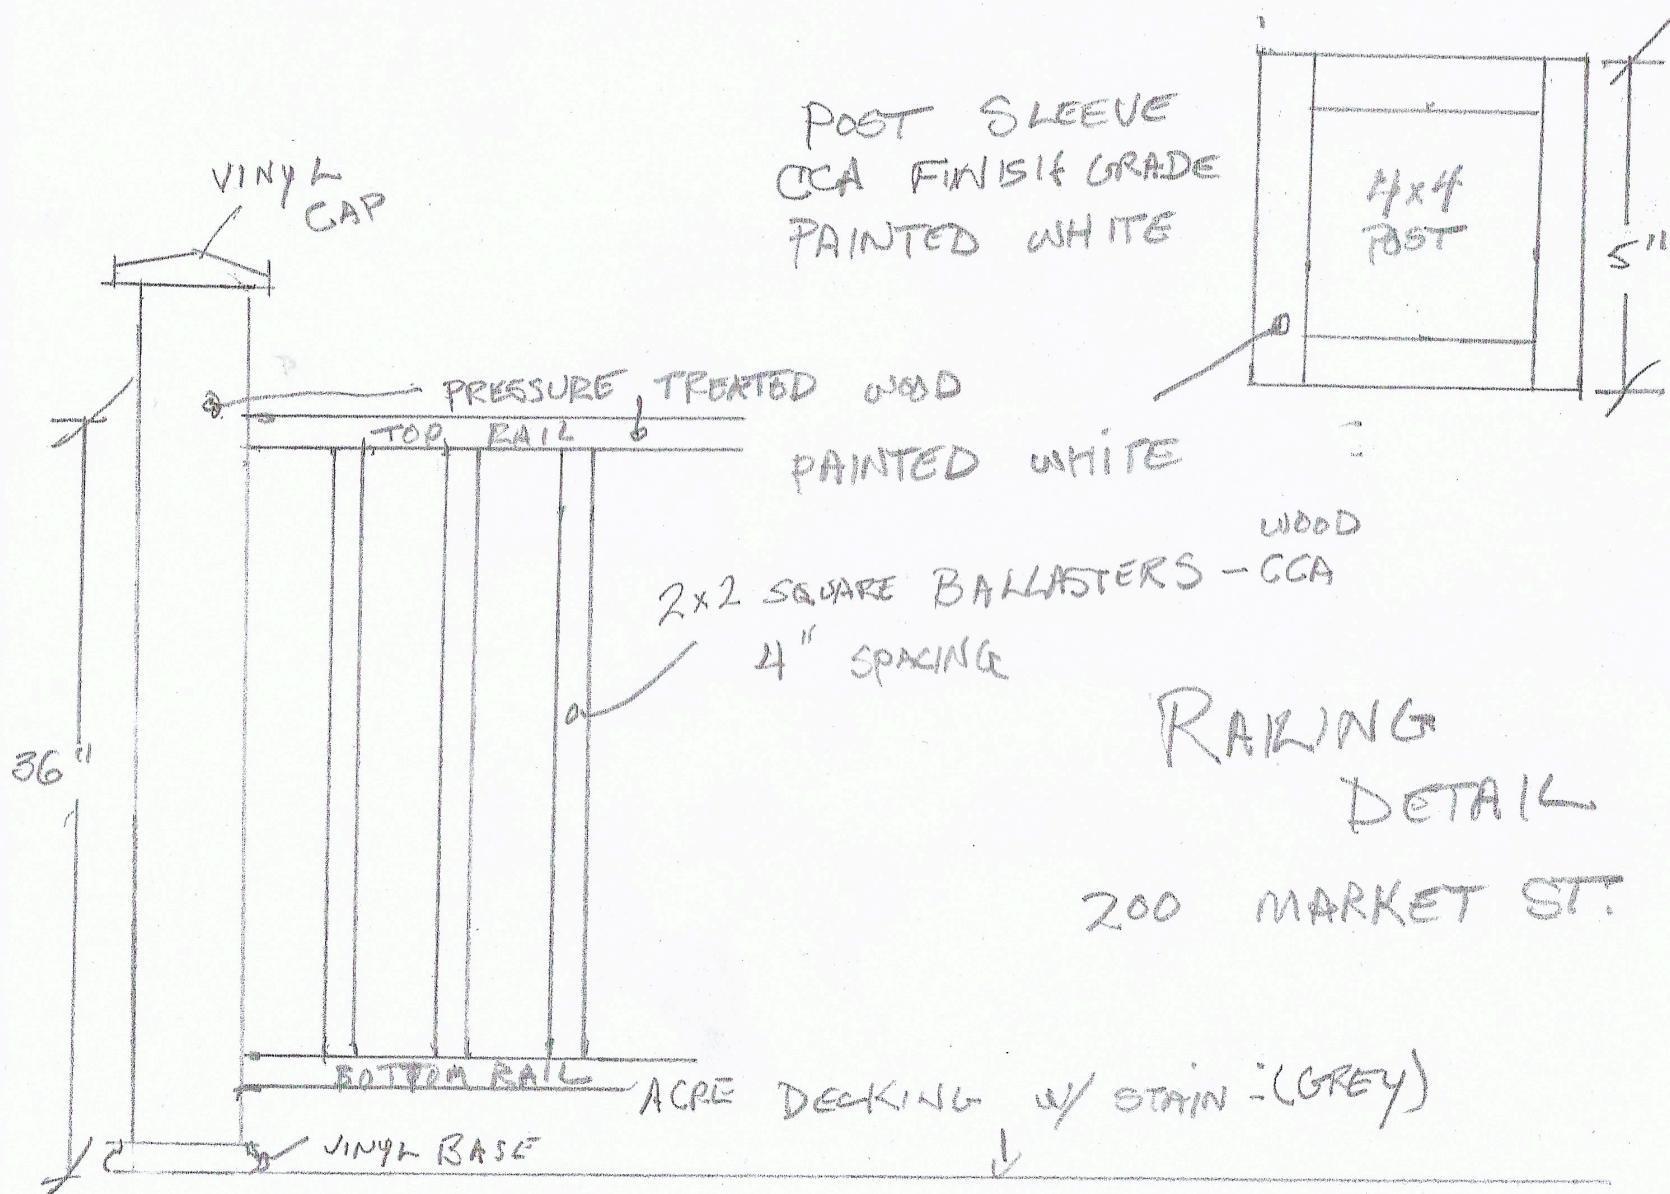 VINYL
CAP
POST SLEEVE
CCA FINISH GRADE
PAINTED WHITE
4x4
POST
5"
PRESSURE TREATED WOOD
TOP RAIL
PAINTED WHITE
36"
WOOD
2x2 SQUARE BALLASTERS - CCA
4" SPACING
RAILING
DETAIL
200 MARKET ST.
BOTTOM RAIL
ACRE DECKING W/ STAIN - (GREY)
VINYL BASE